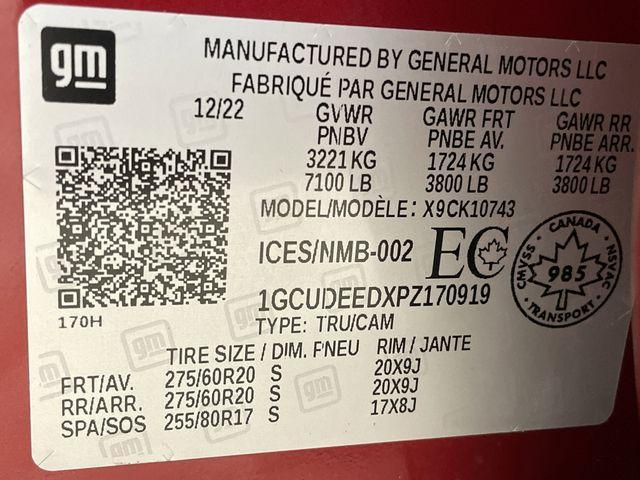 gm
MANUFACTURED BY GENERAL MOTORS LLC
FABRIQUÉ PAR GENERAL MOTORS LLC
12/22 GVWR GAWR FRT GAWR RR
PNBV PNBE AV. PNBE ARR.
3221 KG 1724 KG 1724 KG
7100 LB 3800 LB 3800 LB
MODEL/MODÈLE: X9CK10743
ICES/NMB-002 EC
CANADA
CMVSS 985 NSVAC
TRANSPORT
1GCUDEEDXPZ170919
170H
TYPE: TRU/CAM
TIRE SIZE / DIM. PNEU RIM / JANTE
FRT/AV. 275/60R20 S 20X9J
RR/ARR. 275/60R20 S 20X9J
SPA/SOS 255/80R17 S 17X8J